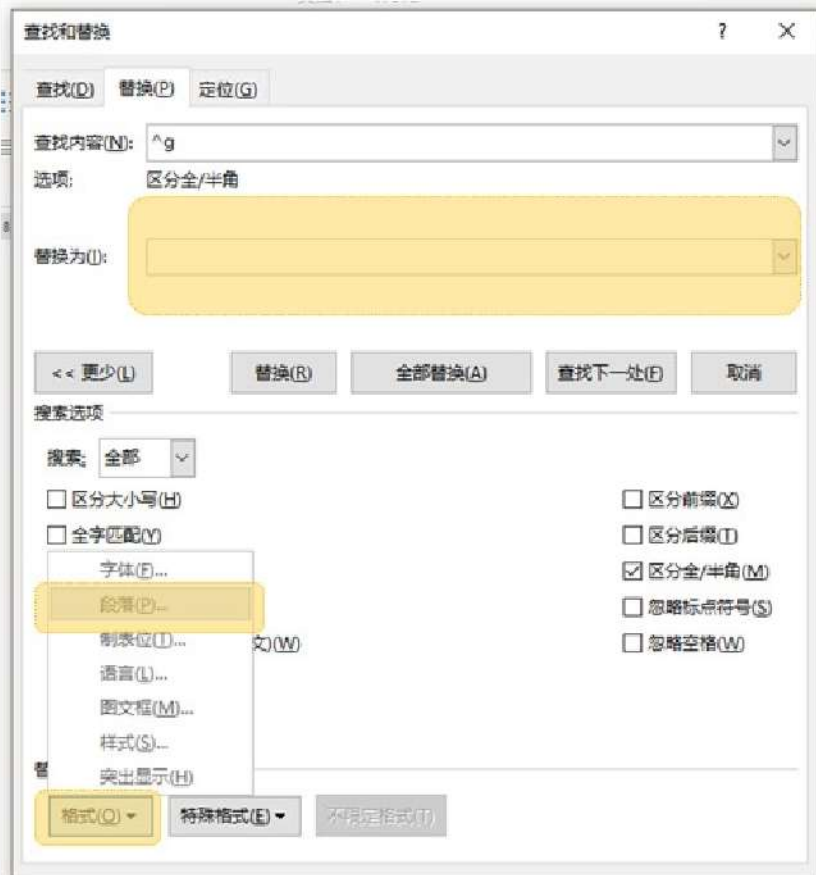 查找和替换 ? ×
查找(D) 替换(P) 定位(G)
查找内容(N): ^g
选项: 区分全/半角
替换为(I):
<< 更少(L) 替换(R) 全部替换(A) 查找下一处(F) 取消
搜索选项
搜索: 全部
区分大小写(H) 区分前缀(X)
全字匹配(Y) 区分后缀(T)
字体(F)... 区分全/半角(M)
段落(P)... 忽略标点符号(S)
制表位(T)... 文)(W) 忽略空格(W)
语言(L)...
图文框(M)...
样式(S)...
替
突出显示(H)
格式(O) 特殊格式(E) 不限定格式(T)